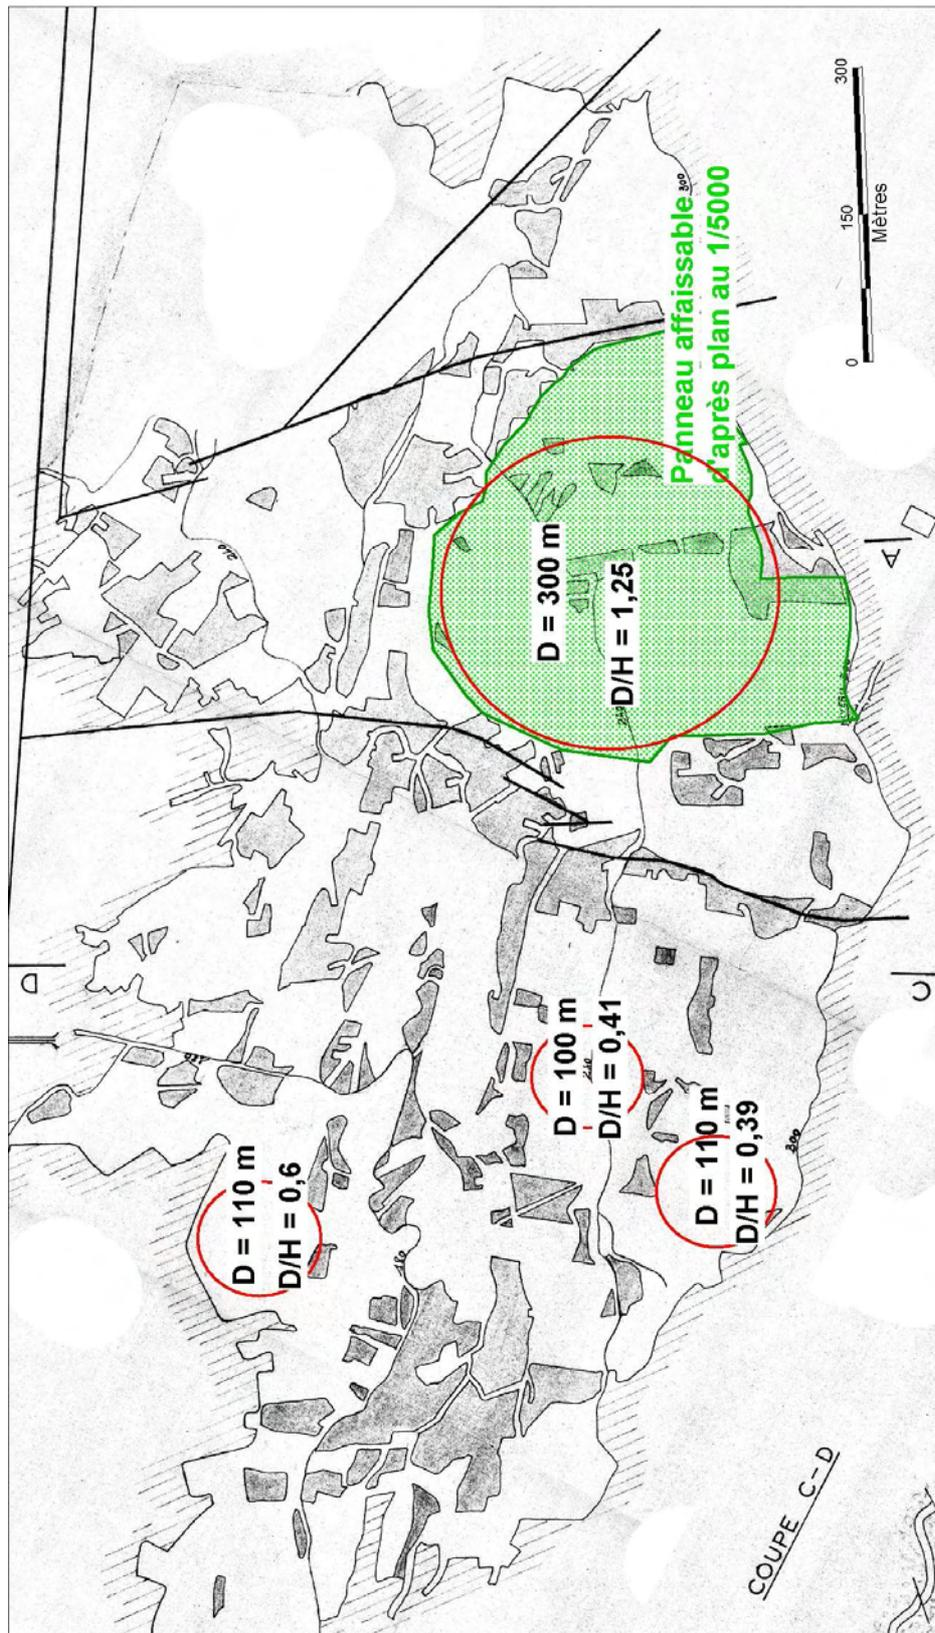 D = 110 m
D/H = 0,6
D = 100 m
D/H = 0,41
D = 110 m
D/H = 0,39
D = 300 m
D/H = 1,25
Panneau affaissable
d'après plan au 1/5000
0
150
300
Mètres
D
C
A
300
300
COUPE C-D